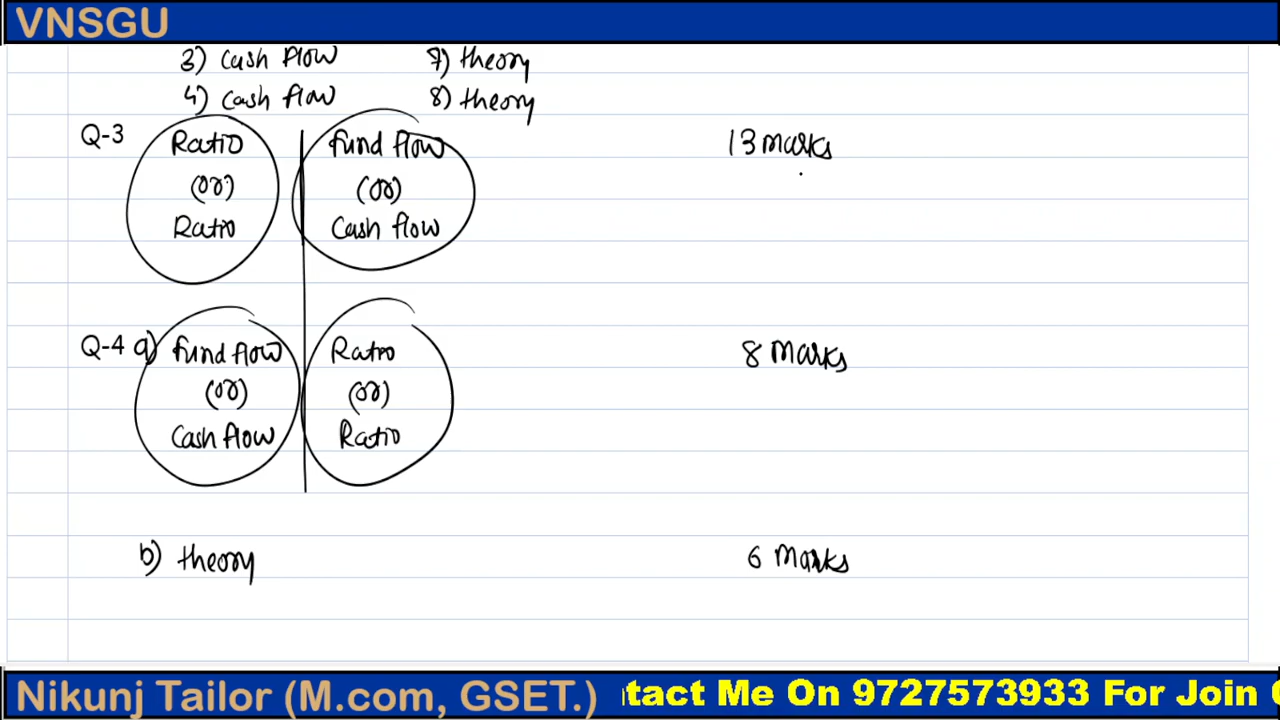 VNSGU
3) Cash flow 7) theory
4) Cash flow 8) theory
Q-3 Ratio fund flow 13 marks
(or) (or)
Ratio Cash flow
Q-4 a) fund flow Ratio 8 Marks
(or) (or)
Cash flow Ratio
b) theory 6 Marks
Nikunj Tailor (M.com, GSET.) ntact Me On 9727573933 For Join